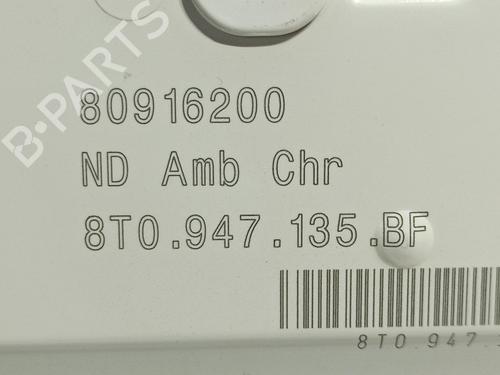 B-PARTS
80916200
ND Amb Chr
8T0.947.135.BF
8T0.947.